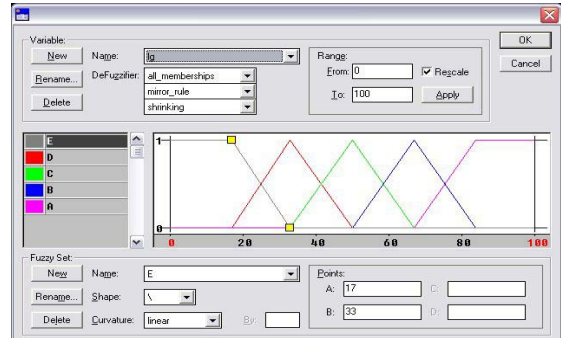 Variable:
New
Name: lg
Rename...
DeFuzzifier: all_memberships
mirror_rule
shrinking
Delete
Range:
From: 0
Rescale
To: 100
Apply
OK
Cancel
E
D
C
B
A
1
0
0 20 40 60 80 100
Fuzzy Set:
New
Name: E
Rename...
Shape: \
Delete
Curvature: linear
By:
Points:
A: 17
C:
B: 33
D: